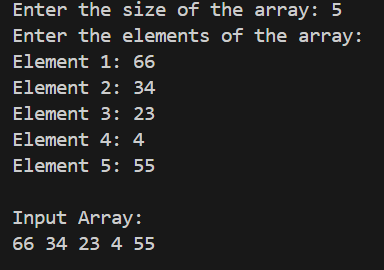 Enter the size of the array: 5
Enter the elements of the array:
Element 1: 66
Element 2: 34
Element 3: 23
Element 4: 4
Element 5: 55
Input Array:
66 34 23 4 55